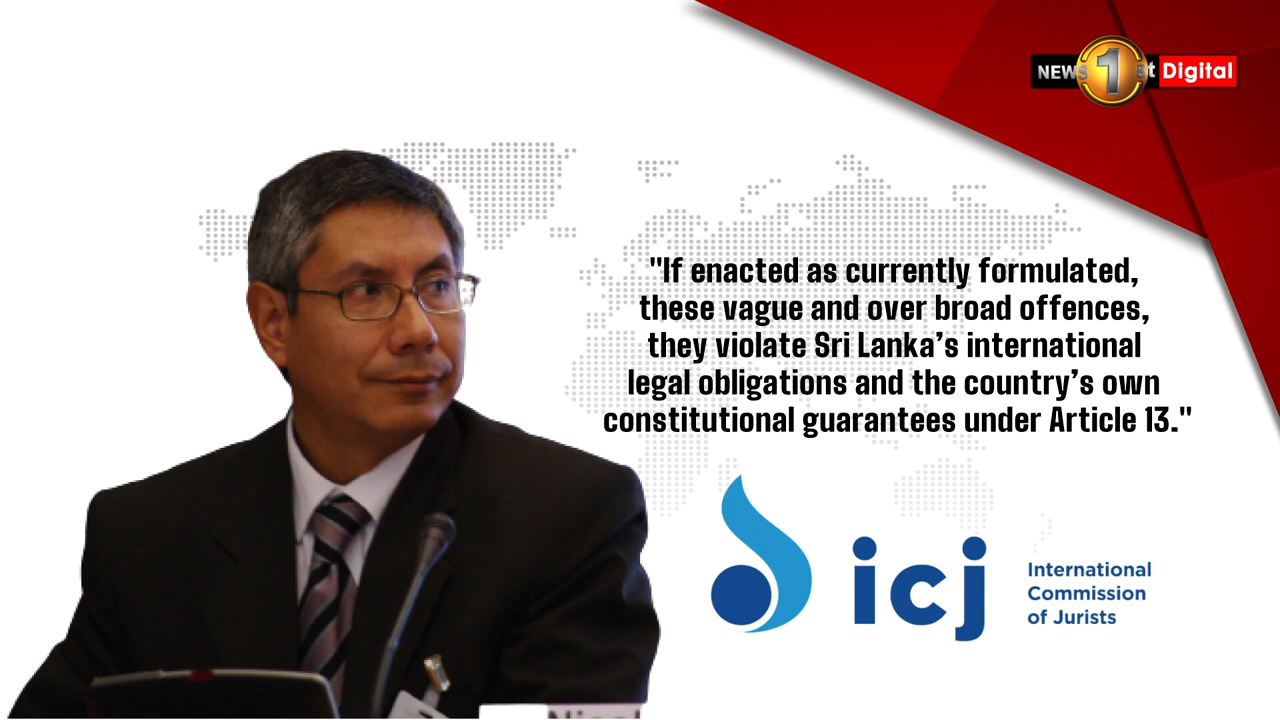 NEWS 1st Digital
"If enacted as currently formulated,
these vague and over broad offences,
they violate Sri Lanka’s international
legal obligations and the country’s own
constitutional guarantees under Article 13."
icj
International
Commission
of Jurists